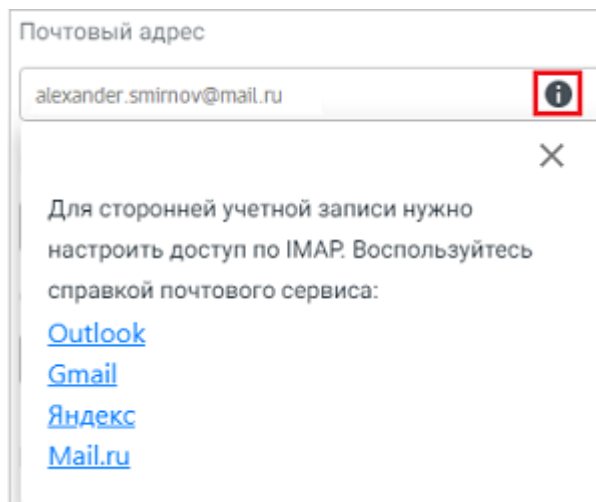 Почтовый адрес
alexander.smirnov@mail.ru
Для сторонней учетной записи нужно
настроить доступ по IMAP. Воспользуйтесь
справкой почтового сервиса:
Outlook
Gmail
Яндекс
Mail.ru